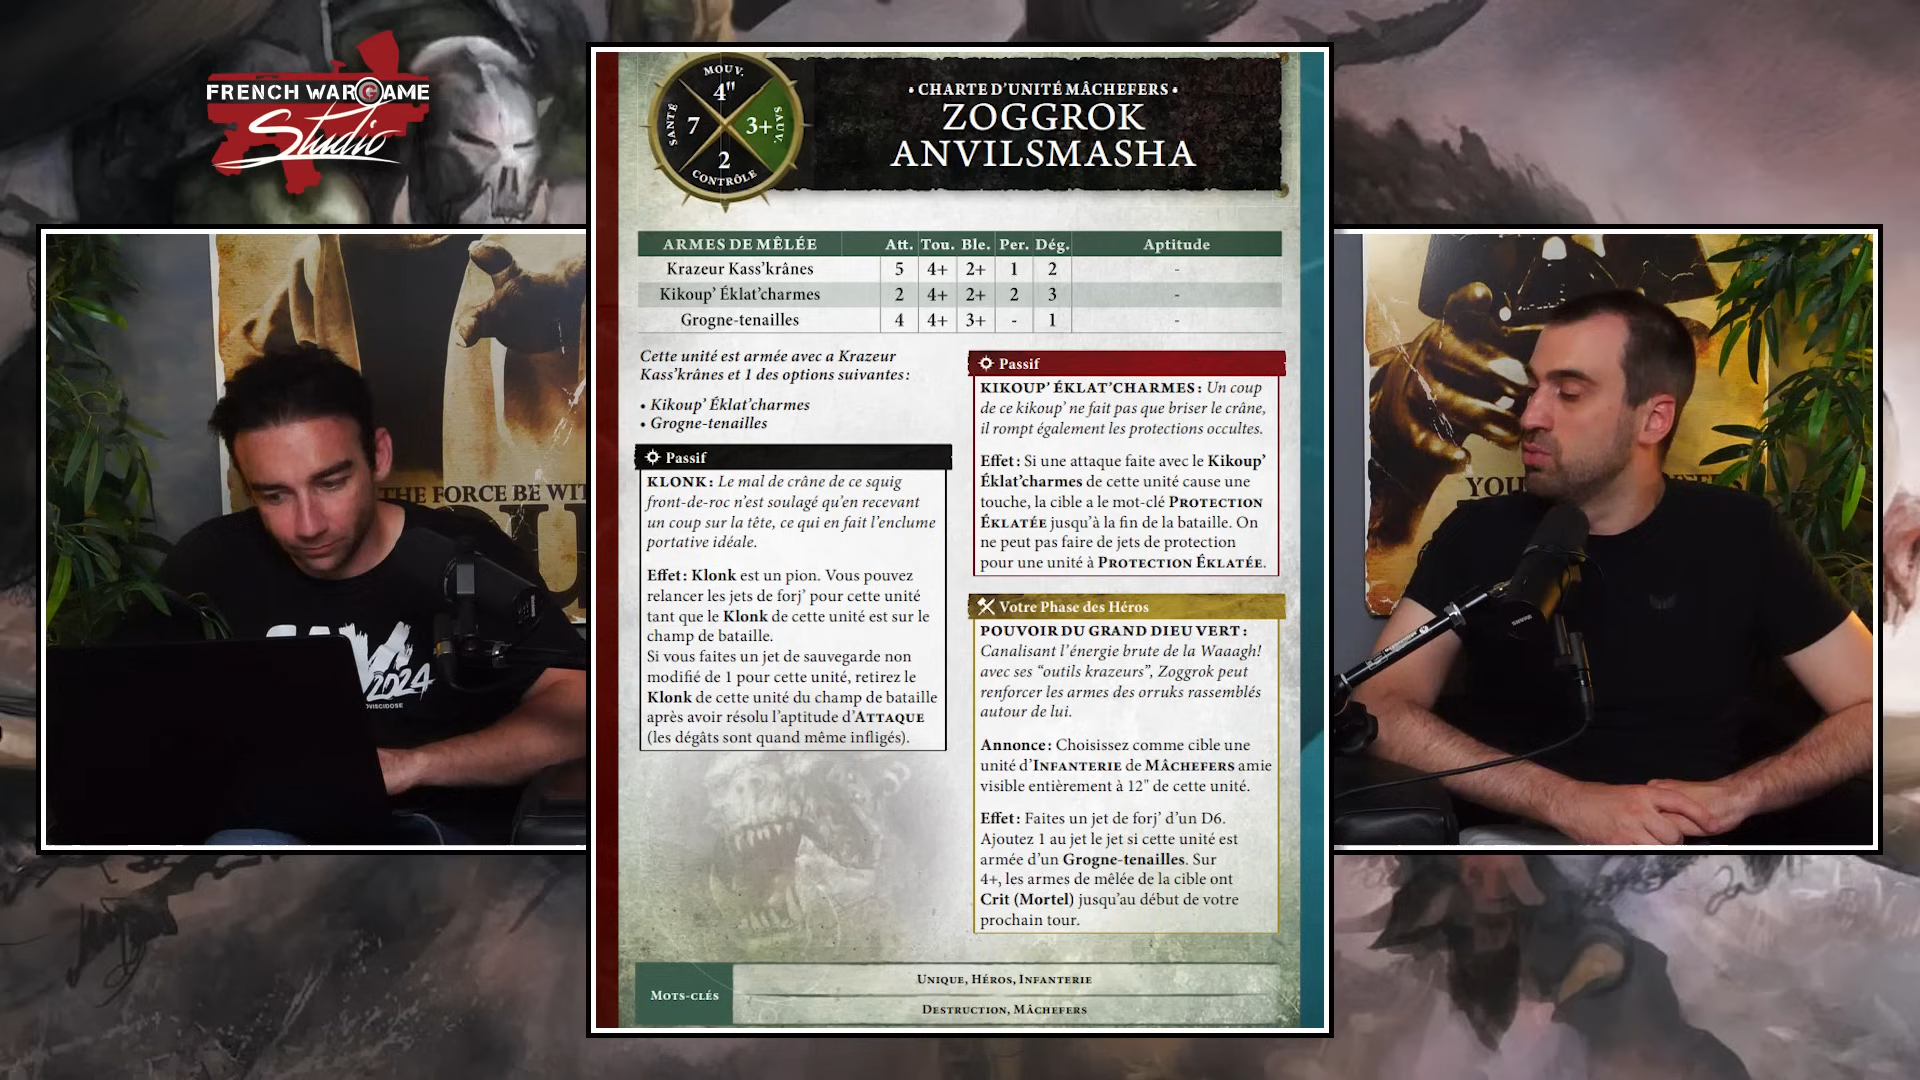 FRENCH WARGAME
Studio
MOUV.
4"
SANTÉ
7
3+
SAUV.
2
CONTRÔLE
• CHARTE D'UNITÉ MÂCHEFERS •
ZOGGROK
ANVILSMASHA
ARMES DE MÊLÉE Att. Tou. Ble. Per. Dég. Aptitude
Krazeur Kass'krânes 5 4+ 2+ 1 2 -
Kikoup' Éklat'charmes 2 4+ 2+ 2 3 -
Grogne-tenailles 4 4+ 3+ - 1 -
Cette unité est armée avec a Krazeur
Kass'krânes et 1 des options suivantes :
• Kikoup' Éklat'charmes
• Grogne-tenailles
Passif
KLONK : Le mal de crâne de ce squig
front-de-roc n'est soulagé qu'en recevant
un coup sur la tête, ce qui en fait l'enclume
portative idéale.
Effet : Klonk est un pion. Vous pouvez
relancer les jets de forj' pour cette unité
tant que le Klonk de cette unité est sur le
champ de bataille.
Si vous faites un jet de sauvegarde non
modifié de 1 pour cette unité, retirez le
Klonk de cette unité du champ de bataille
après avoir résolu l'aptitude d'ATTAQUE
(les dégâts sont quand même infligés).
Passif
KIKOUP' ÉKLAT'CHARMES : Un coup
de ce kikoup' ne fait pas que briser le crâne,
il rompt également les protections occultes.
Effet : Si une attaque faite avec le Kikoup'
Éklat'charmes de cette unité cause une
touche, la cible a le mot-clé PROTECTION
ÉKLATÉE jusqu'à la fin de la bataille. On
ne peut pas faire de jets de protection
pour une unité à PROTECTION ÉKLATÉE.
Votre Phase des Héros
POUVOIR DU GRAND DIEU VERT :
Canalisant l'énergie brute de la Waaagh!
avec ses "outils krazeurs", Zoggrok peut
renforcer les armes des orruks rassemblés
autour de lui.
Annonce : Choisissez comme cible une
unité d'INFANTERIE de MÂCHEFERS amie
visible entièrement à 12" de cette unité.
Effet : Faites un jet de forj' d'un D6.
Ajoutez 1 au jet le jet si cette unité est
armée d'un Grogne-tenailles. Sur
4+, les armes de mêlée de la cible ont
Crit (Mortel) jusqu'au début de votre
prochain tour.
MOTS-CLÉS
UNIQUE, HÉROS, INFANTERIE
DESTRUCTION, MÂCHEFERS
THE FORCE BE WIT
2024
YOU